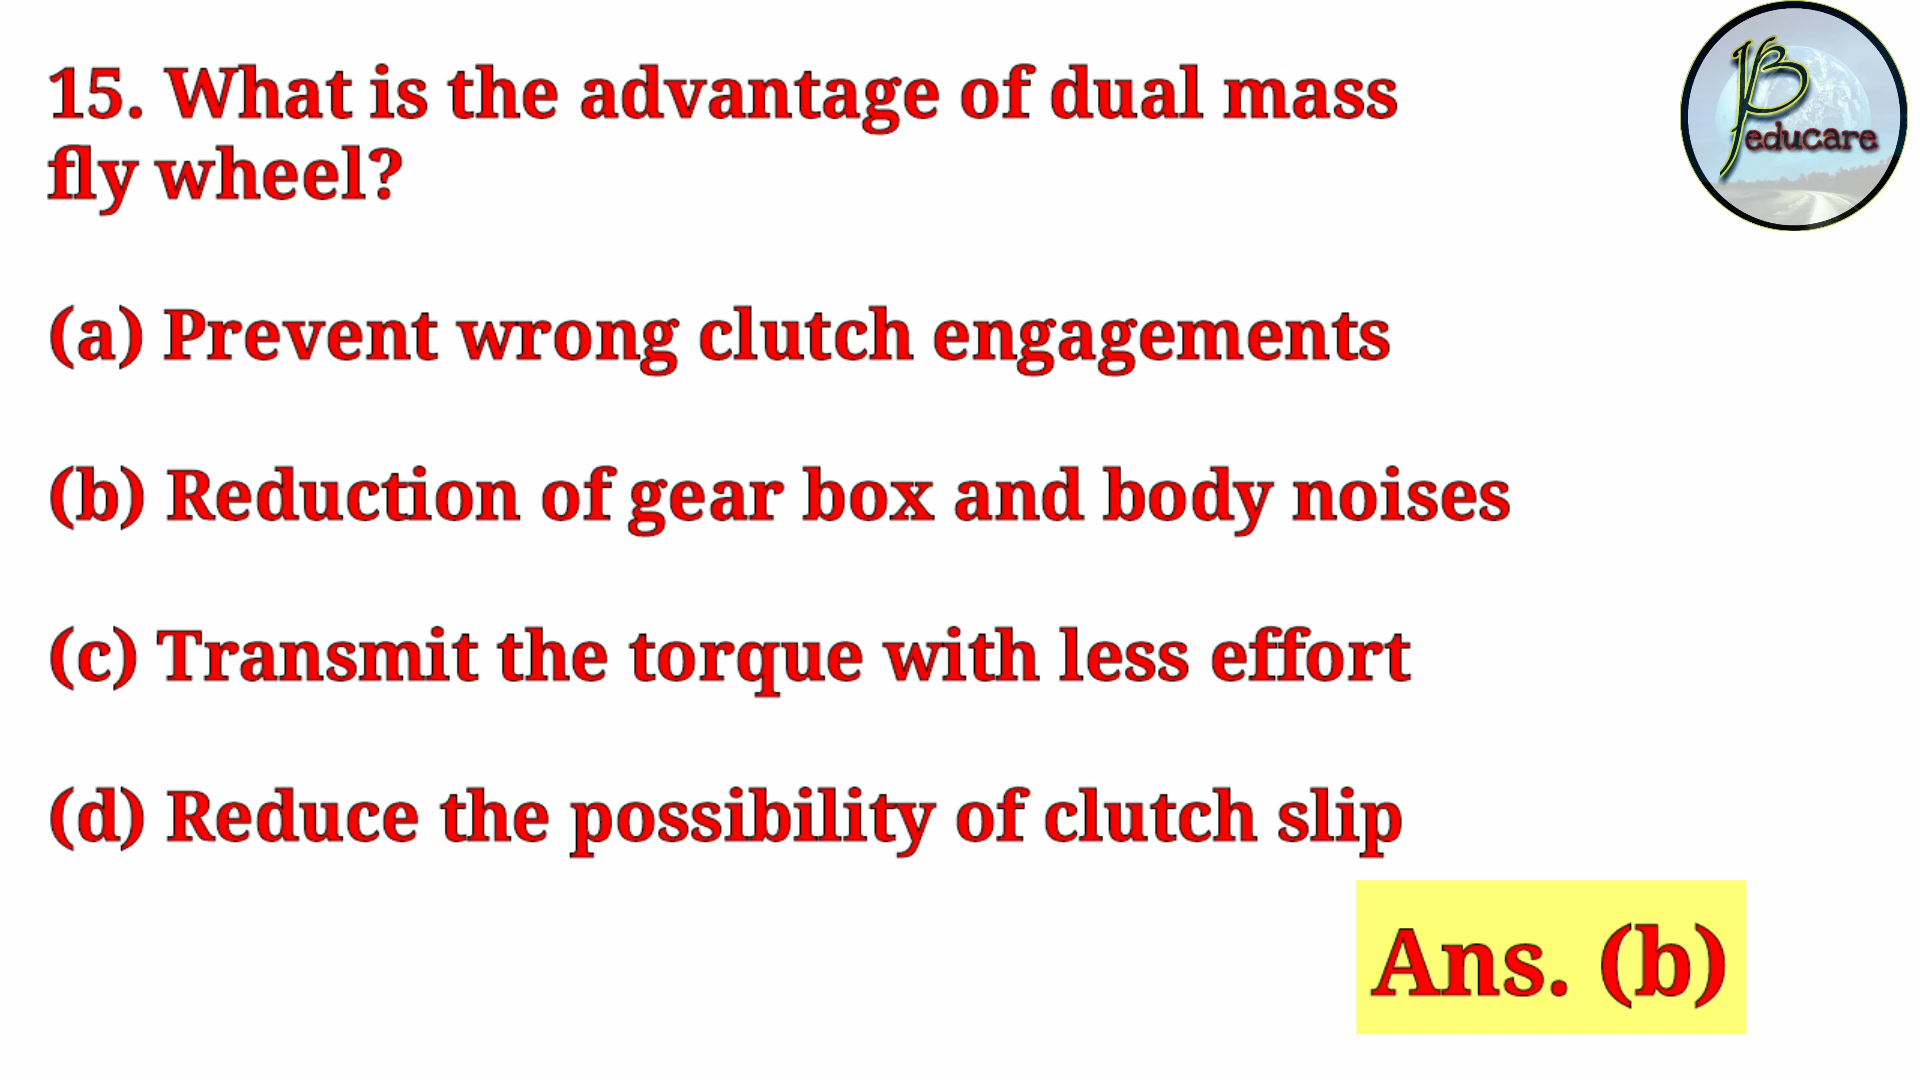 15. What is the advantage of dual mass
fly wheel?
(a) Prevent wrong clutch engagements
(b) Reduction of gear box and body noises
(c) Transmit the torque with less effort
(d) Reduce the possibility of clutch slip
Ans. (b)
educare